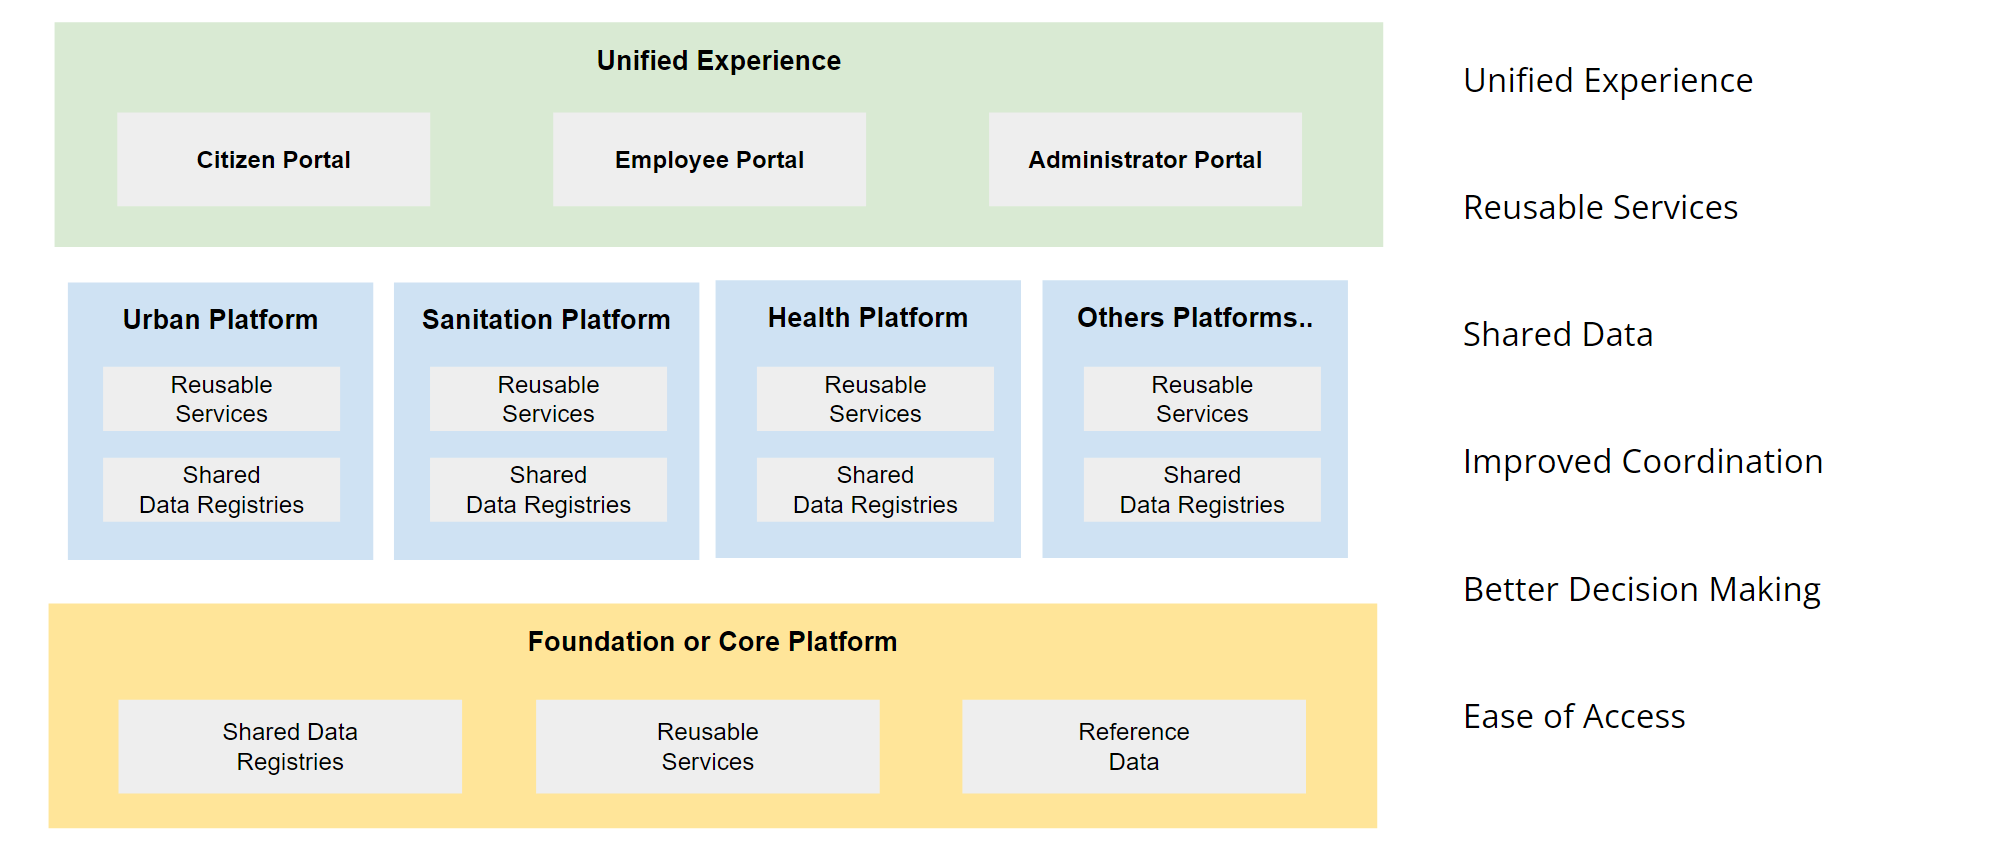 Unified Experience
Citizen Portal
Employee Portal
Administrator Portal
Urban Platform
Reusable
Services
Shared
Data Registries
Sanitation Platform
Reusable
Services
Shared
Data Registries
Health Platform
Reusable
Services
Shared
Data Registries
Others Platforms..
Reusable
Services
Shared
Data Registries
Foundation or Core Platform
Shared Data
Registries
Reusable
Services
Reference
Data
Unified Experience
Reusable Services
Shared Data
Improved Coordination
Better Decision Making
Ease of Access